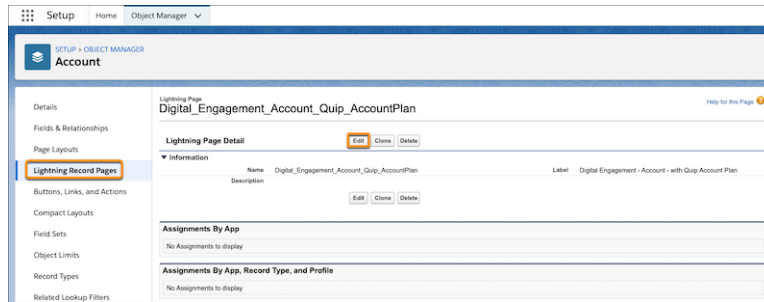 Setup Home Object Manager
SETUP > OBJECT MANAGER
Account
Details
Fields & Relationships
Page Layouts
Lightning Record Pages
Buttons, Links, and Actions
Compact Layouts
Field Sets
Object Limits
Record Types
Related Lookup Filters
Lightning Page
Digital_Engagement_Account_Quip_AccountPlan
Help for this Page
Lightning Page Detail Edit Clone Delete
Information
Name Digital_Engagement_Account_Quip_AccountPlan Label Digital Engagement - Account - with Quip Account Plan
Description
Edit Clone Delete
Assignments By App
No Assignments to display
Assignments By App, Record Type, and Profile
No Assignments to display